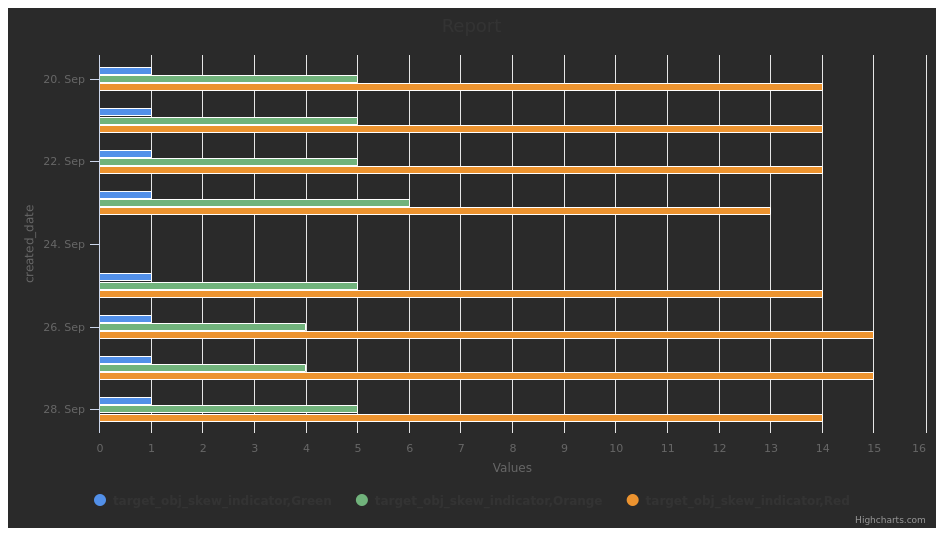 Report
20. Sep
22. Sep
24. Sep
26. Sep
28. Sep
created_date
0 1 2 3 4 5 6 7 8 9 10 11 12 13 14 15 16
Values
target_obj_skew_indicator,Green target_obj_skew_indicator,Orange target_obj_skew_indicator,Red
Highcharts.com